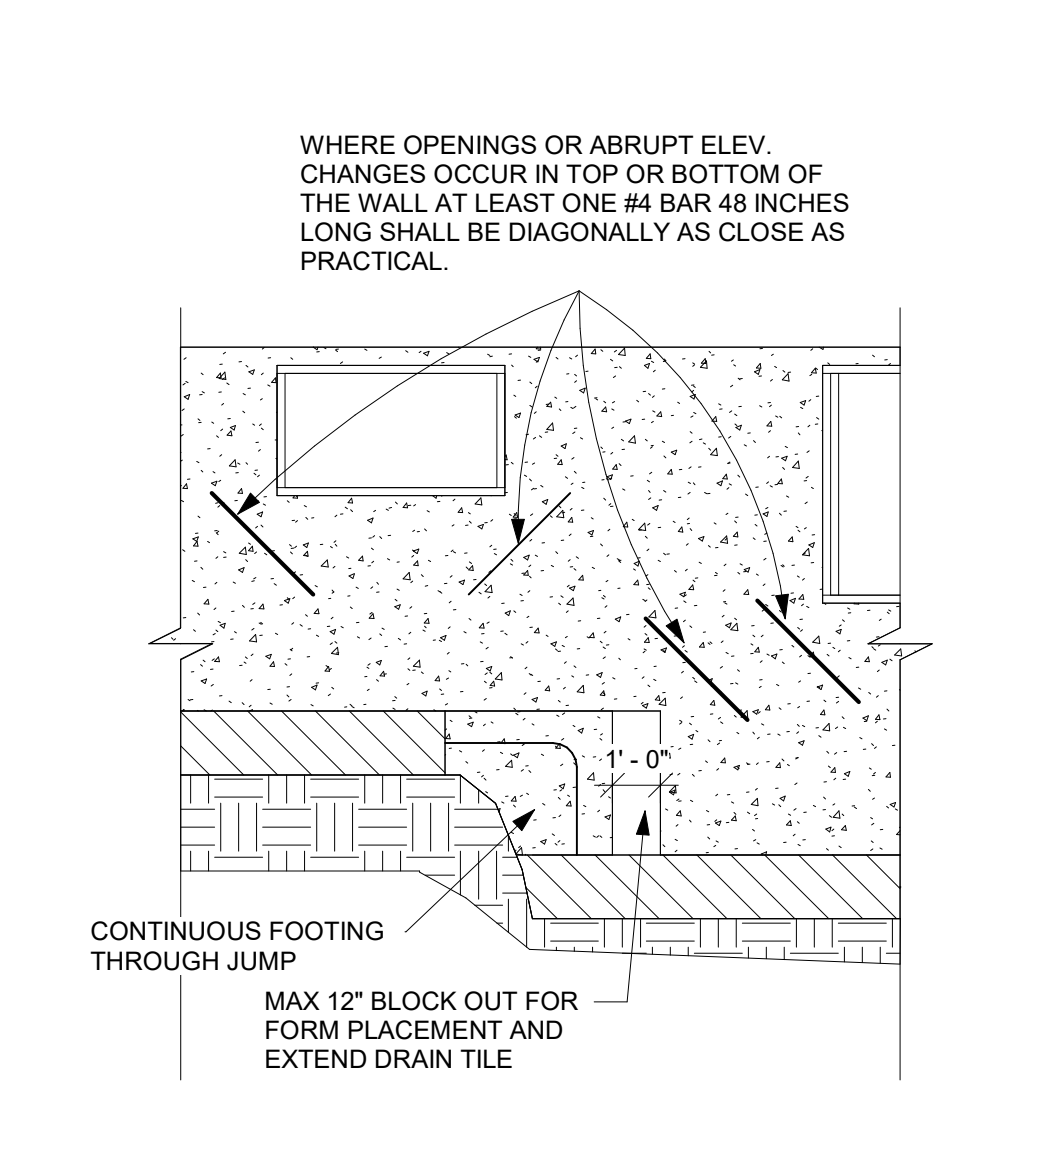 WHERE OPENINGS OR ABRUPT ELEV.
CHANGES OCCUR IN TOP OR BOTTOM OF
THE WALL AT LEAST ONE #4 BAR 48 INCHES
LONG SHALL BE DIAGONALLY AS CLOSE AS
PRACTICAL.
1' - 0"
CONTINUOUS FOOTING
THROUGH JUMP
MAX 12" BLOCK OUT FOR
FORM PLACEMENT AND
EXTEND DRAIN TILE